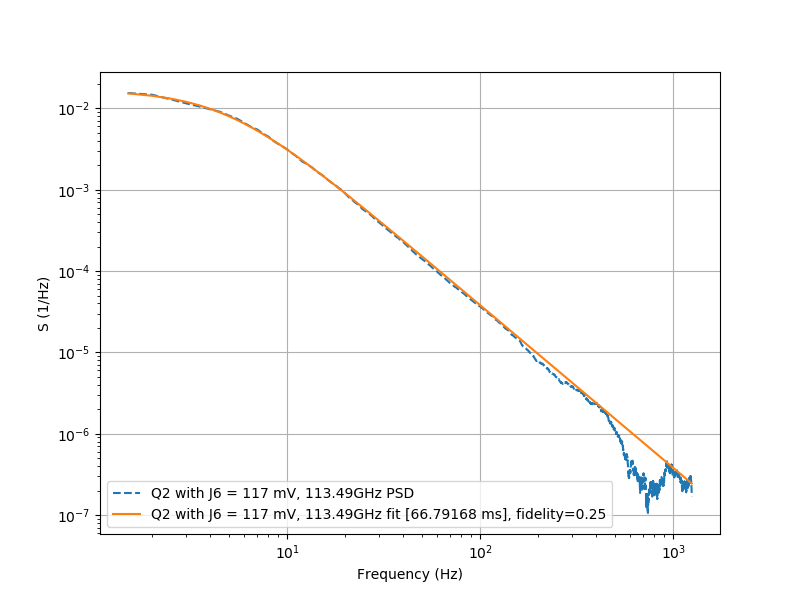 10⁻²
10⁻³
10⁻⁴
10⁻⁵
10⁻⁶
10⁻⁷
S (1/Hz)
Q2 with J6 = 117 mV, 113.49GHz PSD
Q2 with J6 = 117 mV, 113.49GHz fit [66.79168 ms], fidelity=0.25
10¹ 10² 10³
Frequency (Hz)